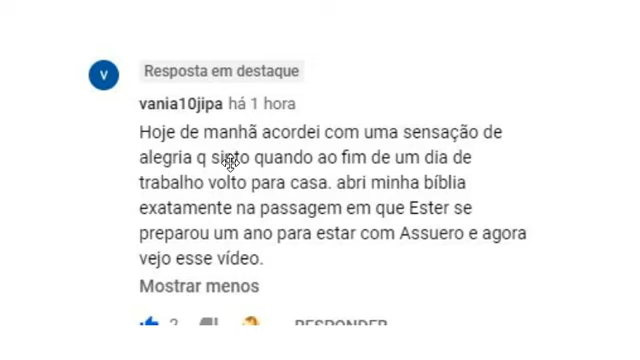 V
Resposta em destaque
vania10jipa há 1 hora
Hoje de manhã acordei com uma sensação de
alegria q sinto quando ao fim de um dia de
trabalho volto para casa. abri minha bíblia
exatamente na passagem em que Ester se
preparou um ano para estar com Assuero e agora
vejo esse vídeo.
Mostrar menos
2 RESPONDER